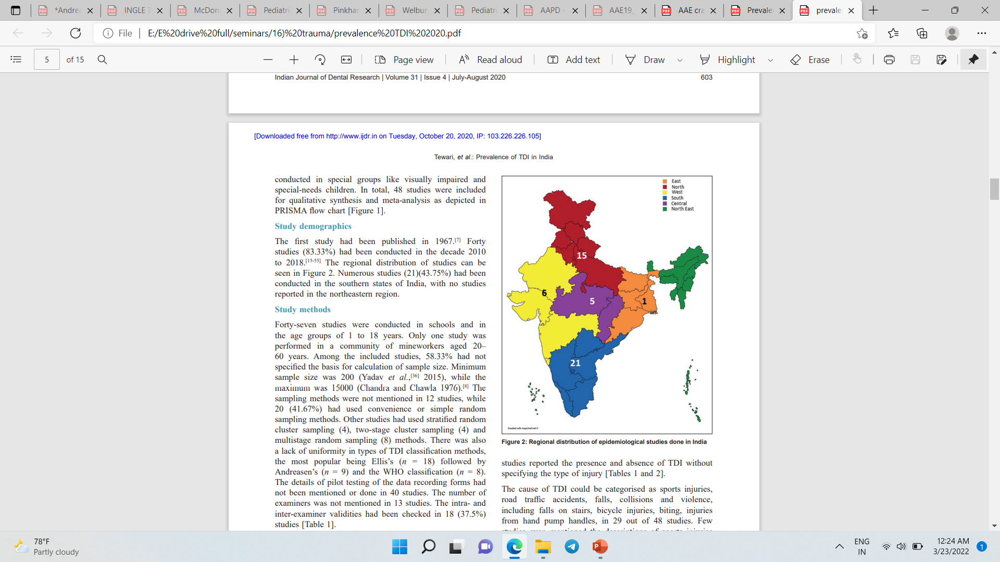 *Andrea
INGLE 7
McDon
Pediatri
Pinkhar
Welbur
Pediatri
AAPD -
AAE19_
AAE cra
Prevale
prevale
File
E:/E%20drive%20full/seminars/16)%20trauma/prevalence%20TDI%202020.pdf
5 of 15
Page view
Read aloud
Add text
Draw
Highlight
Erase
Indian Journal of Dental Research | Volume 31 | Issue 4 | July-August 2020
603
[Downloaded free from http://www.ijdr.in on Tuesday, October 20, 2020, IP: 103.226.226.105]
Tewari, et al.: Prevalence of TDI in India
conducted in special groups like visually impaired and
special-needs children. In total, 48 studies were included
for qualitative synthesis and meta-analysis as depicted in
PRISMA flow chart [Figure 1].
Study demographics
The first study had been published in 1967.[7] Forty
studies (83.33%) had been conducted in the decade 2010
to 2018.[15-55] The regional distribution of studies can be
seen in Figure 2. Numerous studies (21)(43.75%) had been
conducted in the southern states of India, with no studies
reported in the northeastern region.
Study methods
Forty-seven studies were conducted in schools and in
the age groups of 1 to 18 years. Only one study was
performed in a community of mineworkers aged 20–
60 years. Among the included studies, 58.33% had not
specified the basis for calculation of sample size. Minimum
sample size was 200 (Yadav et al.,[36] 2015), while the
maximum was 15000 (Chandra and Chawla 1976).[8] The
sampling methods were not mentioned in 12 studies, while
20 (41.67%) had used convenience or simple random
sampling methods. Other studies had used stratified random
cluster sampling (4), two-stage cluster sampling (4) and
multistage random sampling (8) methods. There was also
a lack of uniformity in types of TDI classification methods,
the most popular being Ellis's (n = 18) followed by
Andreasen's (n = 9) and the WHO classification (n = 8).
The details of pilot testing of the data recording forms had
not been mentioned or done in 40 studies. The number of
examiners was not mentioned in 13 studies. The intra- and
inter-examiner validities had been checked in 18 (37.5%)
studies [Table 1].
East
North
West
South
Central
North East
15
6
5
1
21
Created with mapchart.net ©
Figure 2: Regional distribution of epidemiological studies done in India
studies reported the presence and absence of TDI without
specifying the type of injury [Tables 1 and 2].
The cause of TDI could be categorised as sports injuries,
road traffic accidents, falls, collisions and violence,
including falls on stairs, bicycle injuries, biting, injuries
from hand pump handles, in 29 out of 48 studies. Few
78°F
Partly cloudy
ENG
IN
12:24 AM
3/23/2022
1